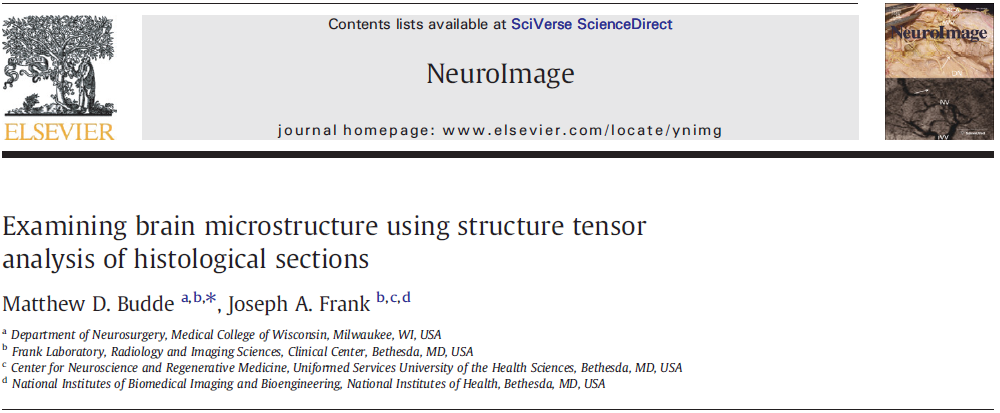 Contents lists available at SciVerse ScienceDirect
NeuroImage
journal homepage: www.elsevier.com/locate/ynimg
ELSEVIER
NeuroImage
NV
Examining brain microstructure using structure tensor
analysis of histological sections
Matthew D. Budde a,b,*, Joseph A. Frank b,c,d
a Department of Neurosurgery, Medical College of Wisconsin, Milwaukee, WI, USA
b Frank Laboratory, Radiology and Imaging Sciences, Clinical Center, Bethesda, MD, USA
c Center for Neuroscience and Regenerative Medicine, Uniformed Services University of the Health Sciences, Bethesda, MD, USA
d National Institutes of Biomedical Imaging and Bioengineering, National Institutes of Health, Bethesda, MD, USA